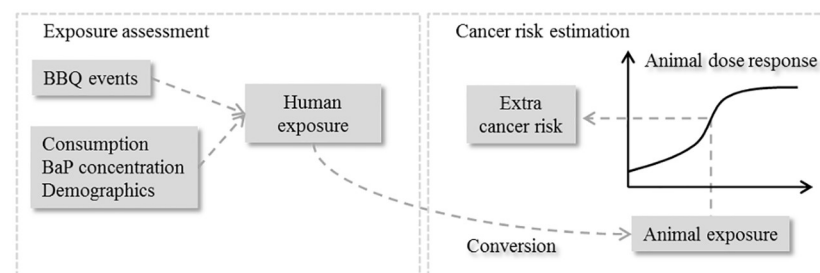 Exposure assessment
BBQ events
Consumption
BaP concentration
Demographics
Human
exposure
Cancer risk estimation
Animal dose response
Extra
cancer risk
Conversion
Animal exposure